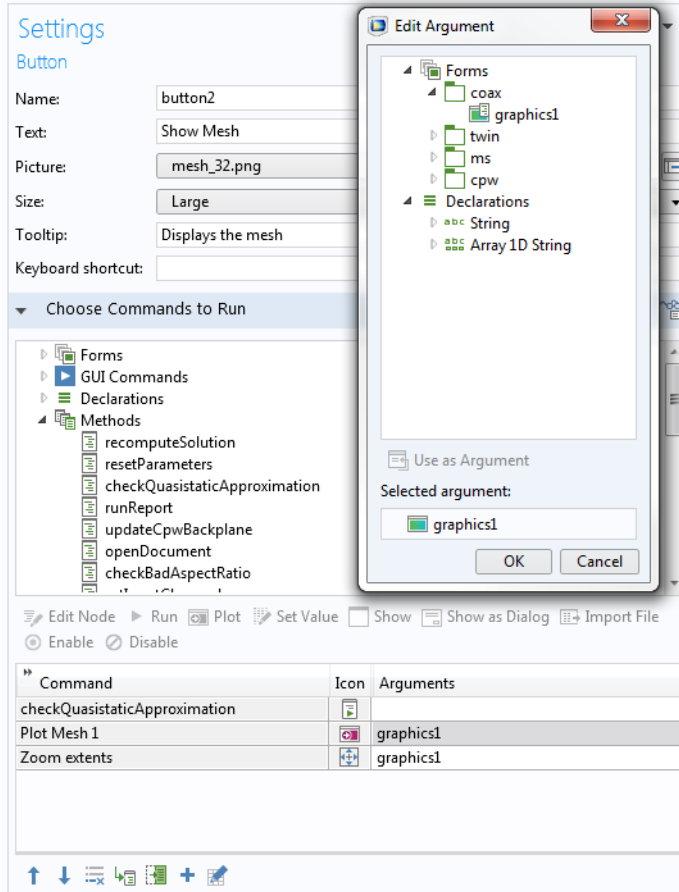 Settings
Button
Name:
button2
Text:
Show Mesh
Picture:
mesh_32.png
Size:
Large
Tooltip:
Displays the mesh
Keyboard shortcut:
Choose Commands to Run
Forms
GUI Commands
Declarations
Methods
recomputeSolution
resetParameters
checkQuasistaticApproximation
runReport
updateCpwBackplane
openDocument
checkBadAspectRatio
Edit Argument
Forms
coax
graphics1
twin
ms
cpw
Declarations
abc String
abc Array 1D String
Use as Argument
Selected argument:
graphics1
OK Cancel
Edit Node Run Plot Set Value Show Show as Dialog Import File
Enable Disable
Command Icon Arguments
checkQuasistaticApproximation
Plot Mesh 1 graphics1
Zoom extents graphics1